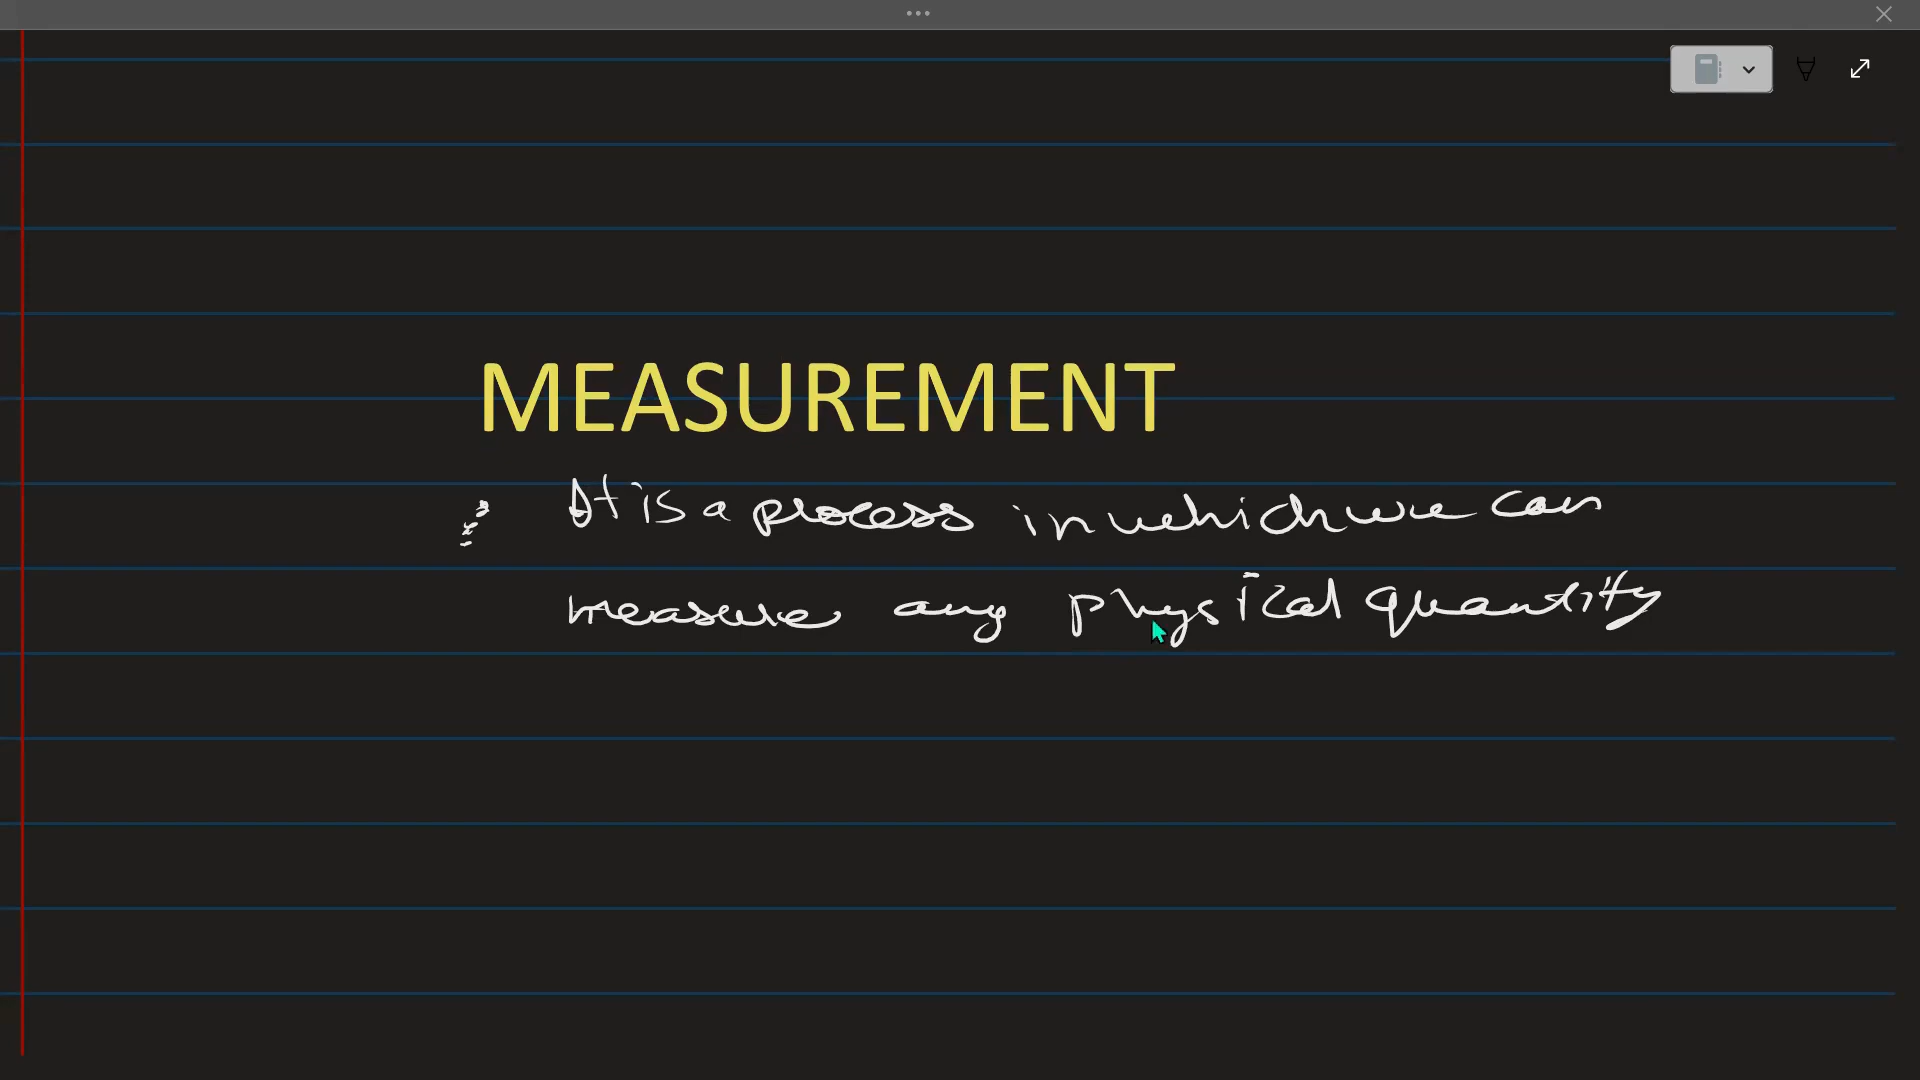 MEASUREMENT
It is a process in which we can
measure any physical quantity